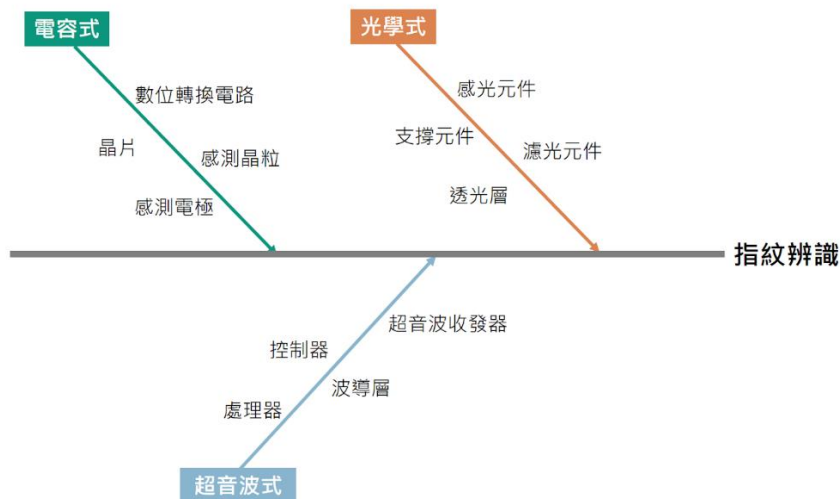 電容式
數位轉換電路
晶片
感測晶粒
感測電極
光學式
感光元件
支撐元件
濾光元件
透光層
指紋辨識
超音波收發器
控制器
波導層
處理器
超音波式